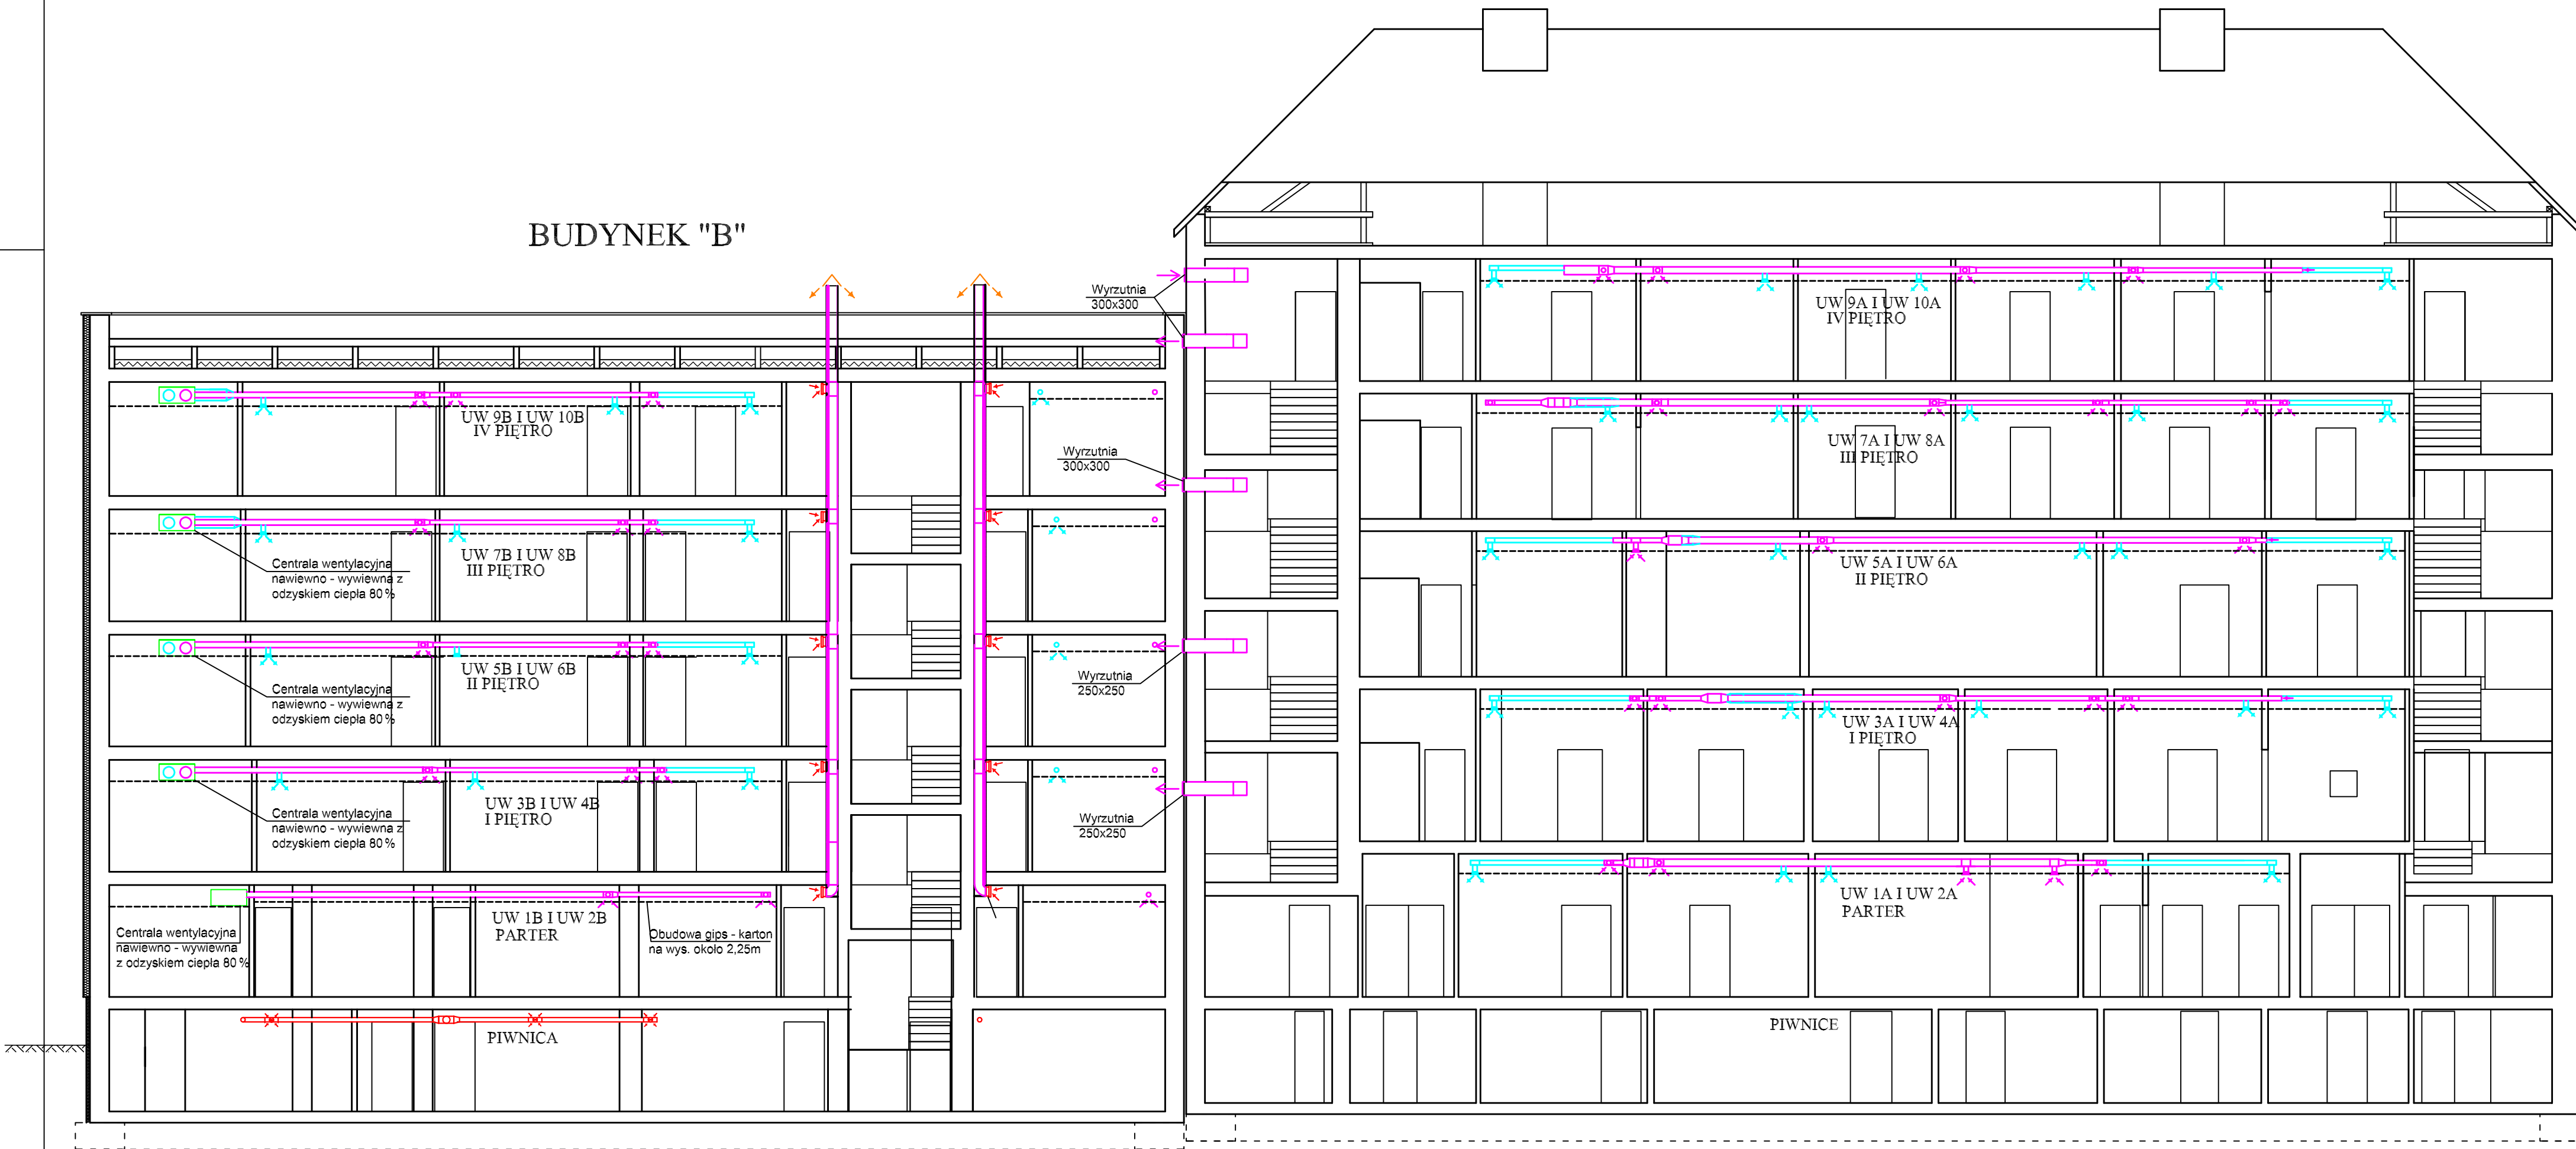 BUDYNEK "B"
Wyrzutnia
300x300
UW 9A I UW 10A
IV PIĘTRO
UW 9B I UW 10B
IV PIĘTRO
Wyrzutnia
300x300
UW 7A I UW 8A
III PIĘTRO
Centrala wentylacyjna
nawiewno - wywiewna z
odzyskiem ciepła 80%
UW 7B I UW 8B
III PIĘTRO
UW 5A I UW 6A
II PIĘTRO
Centrala wentylacyjna
nawiewno - wywiewna z
odzyskiem ciepła 80%
UW 5B I UW 6B
II PIĘTRO
Wyrzutnia
250x250
UW 3A I UW 4A
I PIĘTRO
Centrala wentylacyjna
nawiewno - wywiewna z
odzyskiem ciepła 80%
UW 3B I UW 4B
I PIĘTRO
Wyrzutnia
250x250
UW 1A I UW 2A
PARTER
Centrala wentylacyjna
nawiewno - wywiewna
z odzyskiem ciepła 80%
UW 1B I UW 2B
PARTER
Obudowa gips - karton
na wys. około 2,25m
PIWNICA
PIWNICE